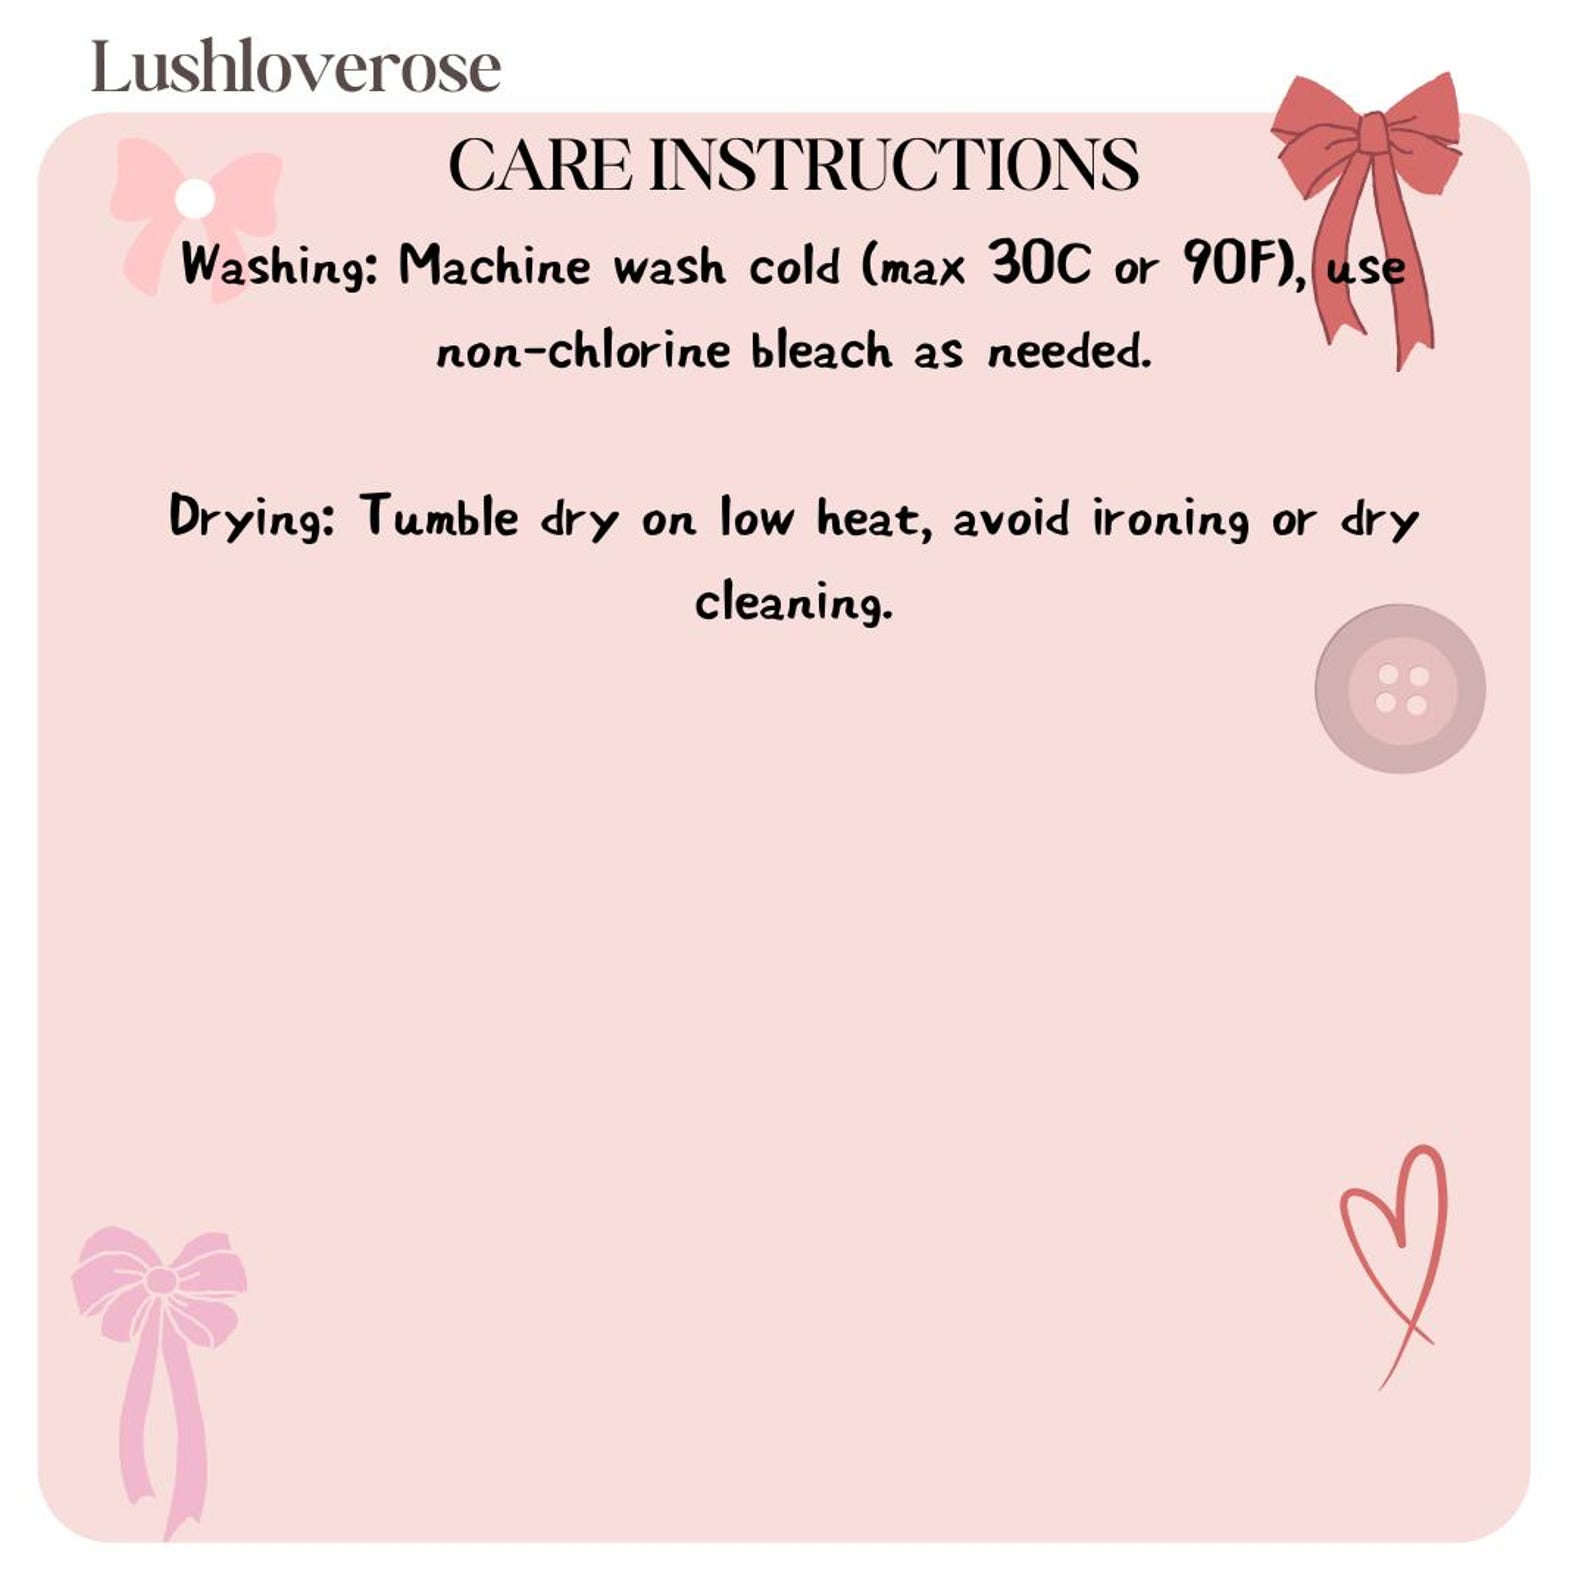 Lushloverose
CARE INSTRUCTIONS
Washing: Machine wash cold (max 30C or 90F), use
non-chlorine bleach as needed.
Drying: Tumble dry on low heat, avoid ironing or dry
cleaning.